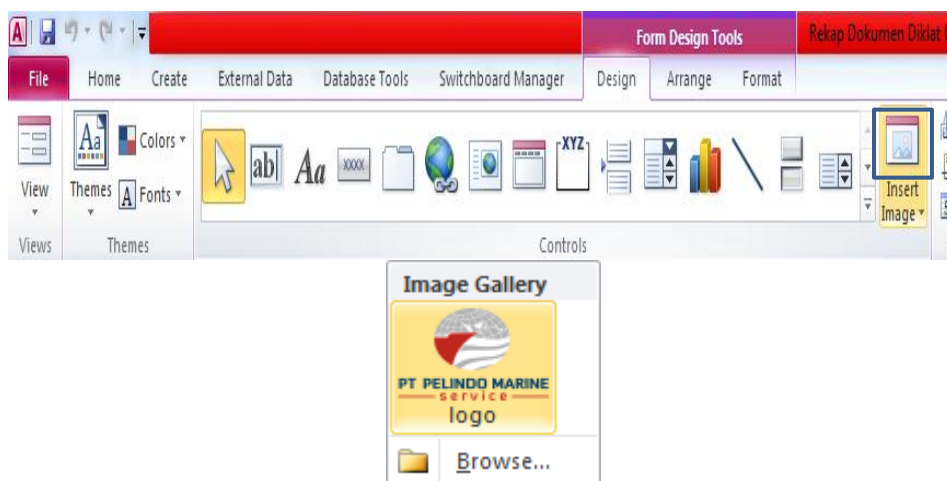 Form Design Tools Rekap Dokumen Diklat
File Home Create External Data Database Tools Switchboard Manager Design Arrange Format
Aa Colors ab| Aa XXXX XYZ
View Themes A Fonts Insert Image
Views Themes Controls
Image Gallery
PT PELINDO MARINE
service
logo
Browse...